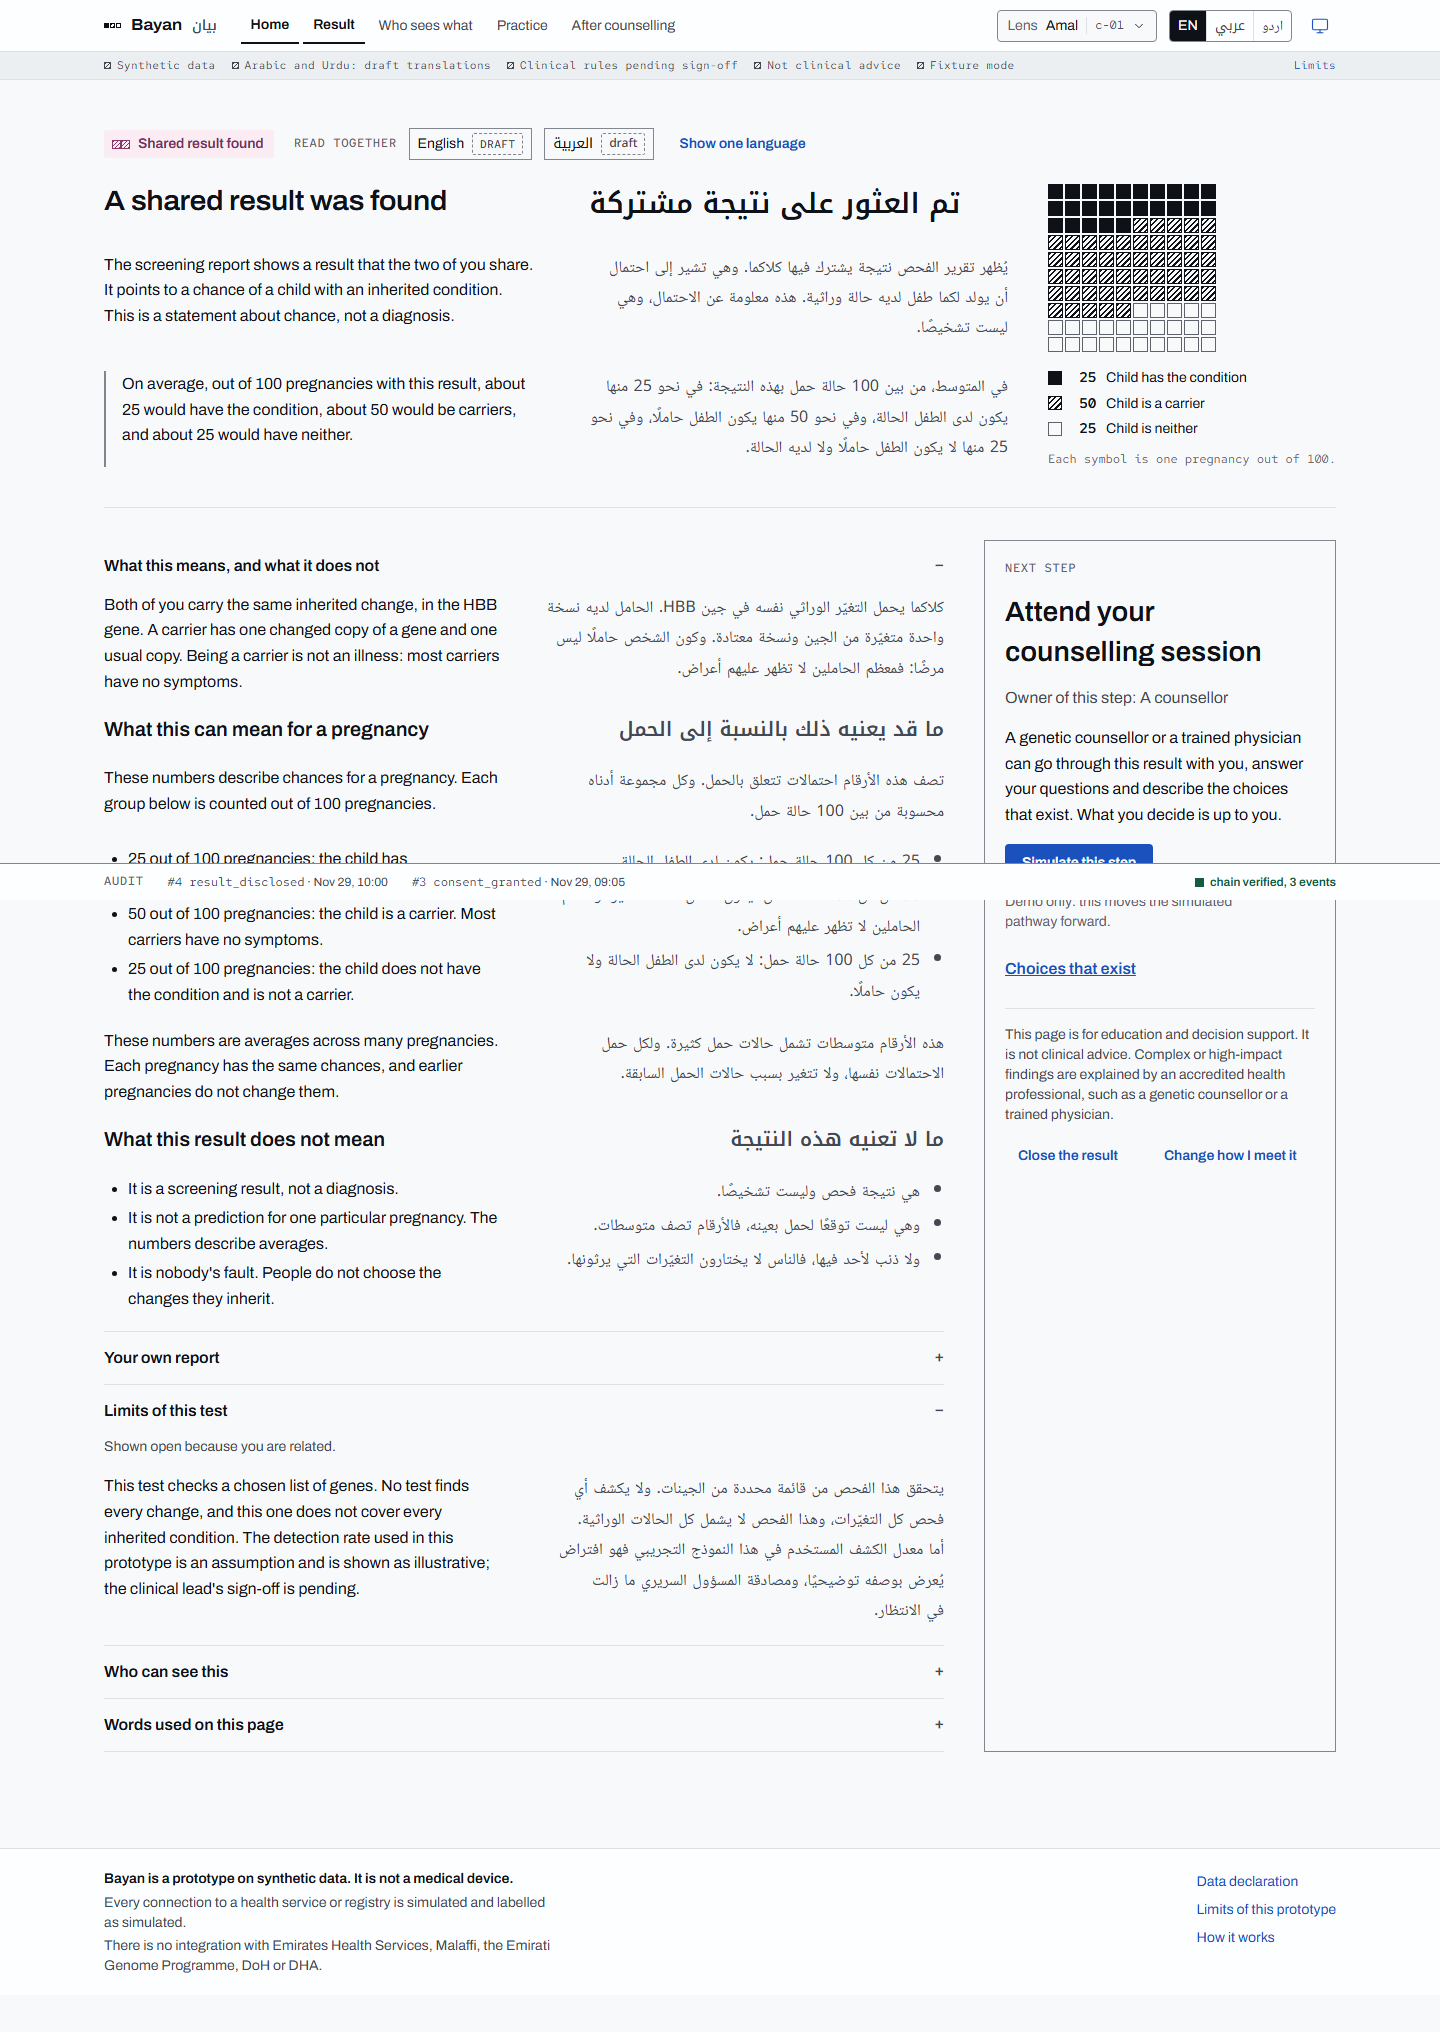 Bayan بيان Home Result Who sees what Practice After counselling Lens Amal c-01 EN عربي اردو
Synthetic data Arabic and Urdu: draft translations Clinical rules pending sign-off Not clinical advice Fixture mode Limits
Shared result found READ TOGETHER English DRAFT العربية draft Show one language
A shared result was found
The screening report shows a result that the two of you share.
It points to a chance of a child with an inherited condition.
This is a statement about chance, not a diagnosis.
On average, out of 100 pregnancies with this result, about
25 would have the condition, about 50 would be carriers,
and about 25 would have neither.
تم العثور على نتيجة مشتركة
يُظهر تقرير الفحص نتيجة يشترك فيها كلاكما. وهي تشير إلى احتمال
أن يولد لكما طفل لديه حالة وراثية. هذه معلومة عن الاحتمال، وهي
ليست تشخيصًا.
في المتوسط، من بين 100 حالة حمل بهذه النتيجة: في نحو 25 منها
يكون لدى الطفل الحالة، وفي نحو 50 منها يكون الطفل حاملًا، وفي نحو
25 منها لا يكون الطفل حاملًا ولا لديه الحالة.
25 Child has the condition
50 Child is a carrier
25 Child is neither
Each symbol is one pregnancy out of 100.
What this means, and what it does not −
Both of you carry the same inherited change, in the HBB
gene. A carrier has one changed copy of a gene and one
usual copy. Being a carrier is not an illness: most carriers
have no symptoms.
كلاكما يحمل التغيّر الوراثي نفسه في جين HBB. الحامل لديه نسخة
واحدة متغيّرة من الجين ونسخة معتادة. وكون الشخص حاملًا ليس
مرضًا: فمعظم الحاملين لا تظهر عليهم أعراض.
What this can mean for a pregnancy
These numbers describe chances for a pregnancy. Each
group below is counted out of 100 pregnancies.
ما قد يعنيه ذلك بالنسبة إلى الحمل
تصف هذه الأرقام احتمالات تتعلق بالحمل. وكل مجموعة أدناه
محسوبة من بين 100 حالة حمل.
25 out of 100 pregnancies: the child has
25 من كل 100 حالة حمل: يكون لدى الطفل الحالة
AUDIT #4 result_disclosed · Nov 29, 10:00 #3 consent_granted · Nov 29, 09:05 chain verified, 3 events
50 out of 100 pregnancies: the child is a carrier. Most
carriers have no symptoms.
25 out of 100 pregnancies: the child does not have
the condition and is not a carrier.
الحاملين لا تظهر عليهم أعراض.
25 من كل 100 حالة حمل: لا يكون لدى الطفل الحالة ولا
يكون حاملًا.
These numbers are averages across many pregnancies.
Each pregnancy has the same chances, and earlier
pregnancies do not change them.
هذه الأرقام متوسطات تشمل حالات حمل كثيرة. ولكل حمل
الاحتمالات نفسها، ولا تتغير بسبب حالات الحمل السابقة.
What this result does not mean
It is a screening result, not a diagnosis.
It is not a prediction for one particular pregnancy. The
numbers describe averages.
It is nobody's fault. People do not choose the
changes they inherit.
ما لا تعنيه هذه النتيجة
هي نتيجة فحص وليست تشخيصًا.
وهي ليست توقعًا لحمل بعينه، فالأرقام تصف متوسطات.
ولا ذنب لأحد فيها، فالناس لا يختارون التغيّرات التي يرثونها.
Your own report +
Limits of this test −
Shown open because you are related.
This test checks a chosen list of genes. No test finds
every change, and this one does not cover every
inherited condition. The detection rate used in this
prototype is an assumption and is shown as illustrative;
the clinical lead's sign-off is pending.
يتحقق هذا الفحص من قائمة محددة من الجينات. ولا يكشف أي
فحص كل التغيّرات، وهذا الفحص لا يشمل كل الحالات الوراثية.
أما معدل الكشف المستخدم في هذا النموذج التجريبي فهو افتراض
يُعرض بوصفه توضيحيًا، ومصادقة المسؤول السريري ما زالت
في الانتظار.
Who can see this +
Words used on this page +
NEXT STEP
Attend your
counselling session
Owner of this step: A counsellor
A genetic counsellor or a trained physician
can go through this result with you, answer
your questions and describe the choices
that exist. What you decide is up to you.
Simulate this step
Demo only: this moves the simulated
pathway forward.
Choices that exist
This page is for education and decision support. It
is not clinical advice. Complex or high-impact
findings are explained by an accredited health
professional, such as a genetic counsellor or a
trained physician.
Close the result Change how I meet it
Bayan is a prototype on synthetic data. It is not a medical device.
Every connection to a health service or registry is simulated and labelled
as simulated.
There is no integration with Emirates Health Services, Malaffi, the Emirati
Genome Programme, DoH or DHA.
Data declaration
Limits of this prototype
How it works